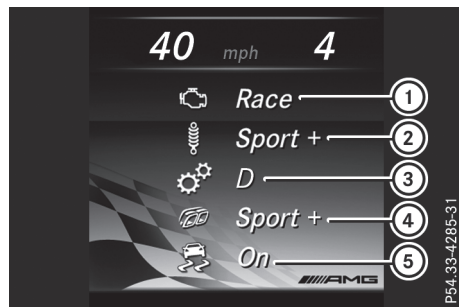 40 mph 4
Race 1
Sport + 2
D 3
Sport + 4
On 5
AMG
P54.33-4285-31